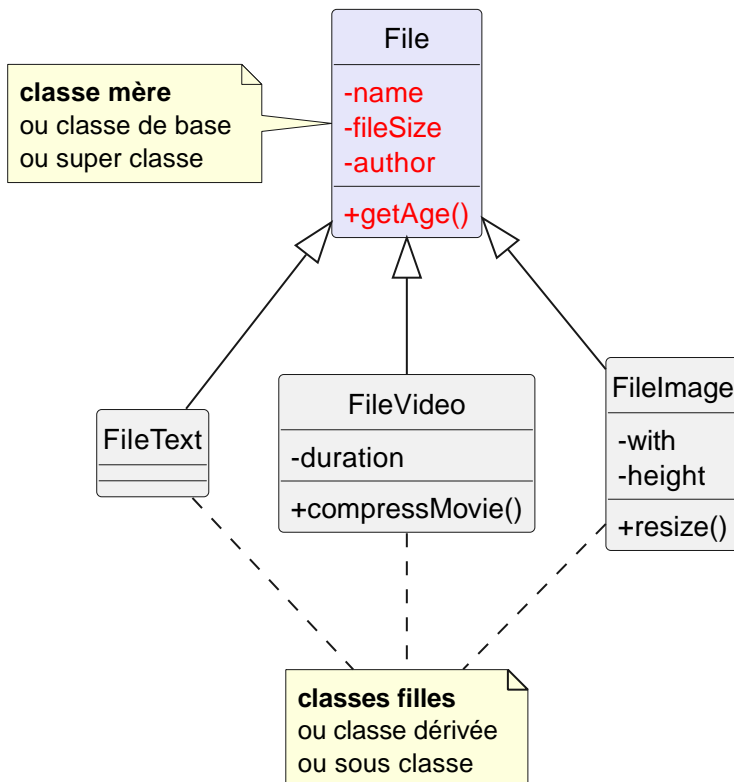 File
-name
-fileSize
-author
+getAge()
classe mère
ou classe de base
ou super classe
FileText
FileVideo
-duration
+compressMovie()
FileImage
-with
-height
+resize()
classes filles
ou classe dérivée
ou sous classe